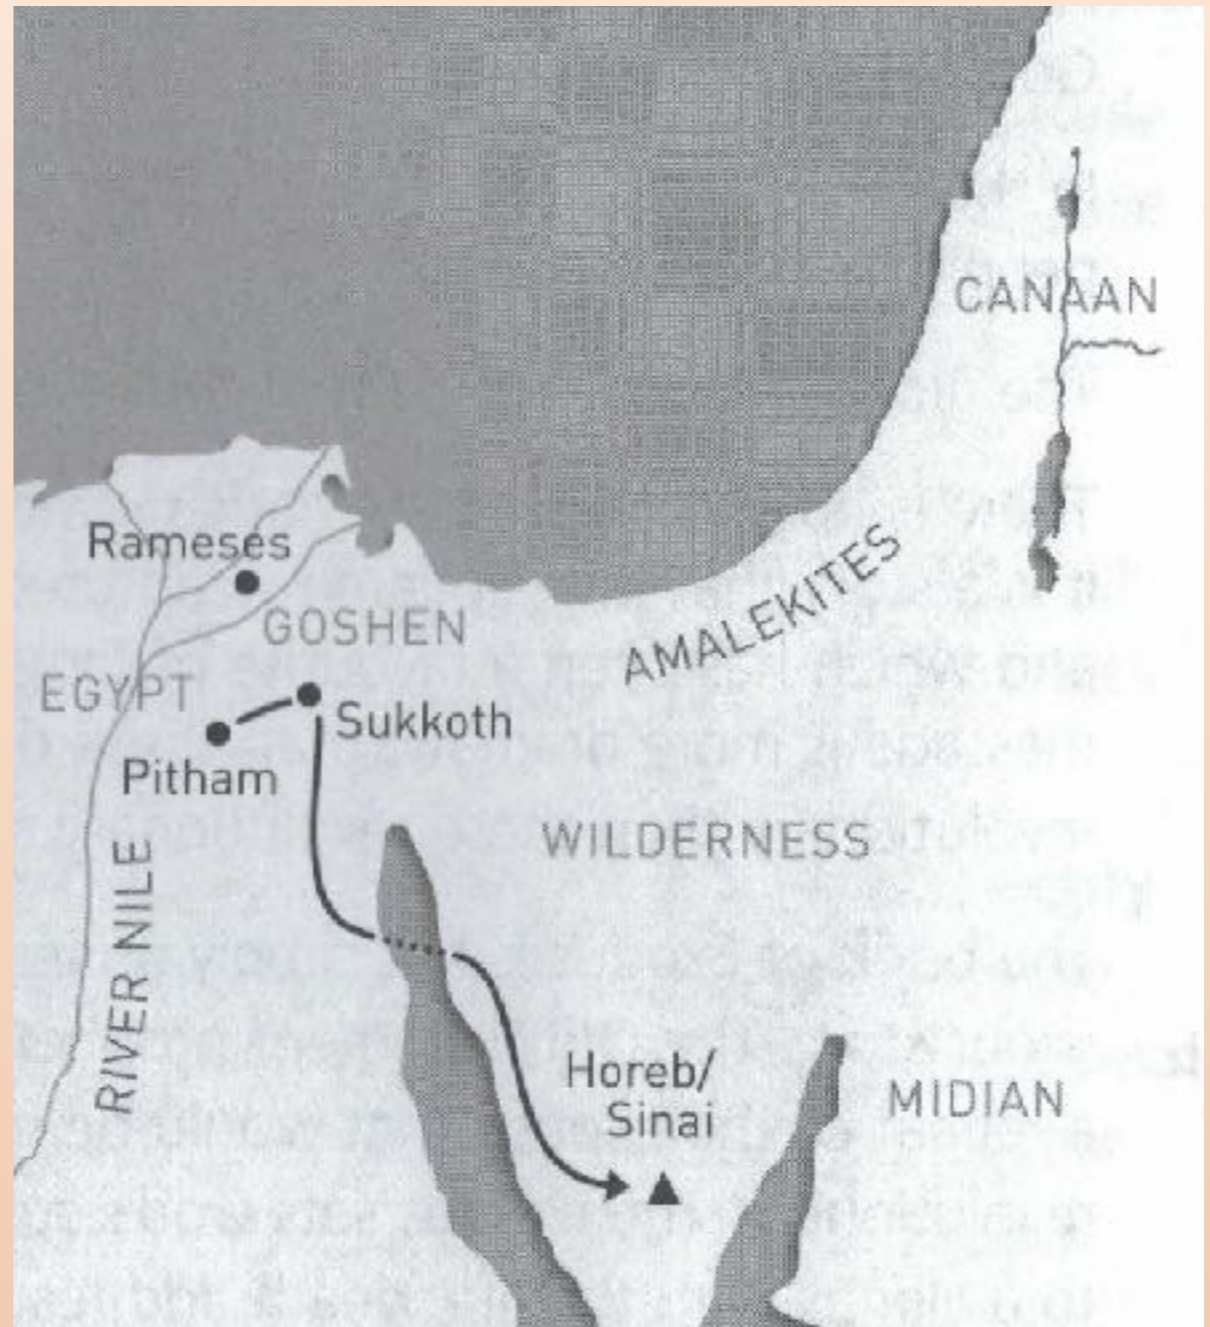 CANAAN
Rameses
GOSHEN
AMALEKITES
EGYPT
Sukkoth
Pitham
WILDERNESS
RIVER NILE
Horeb/
Sinai
MIDIAN